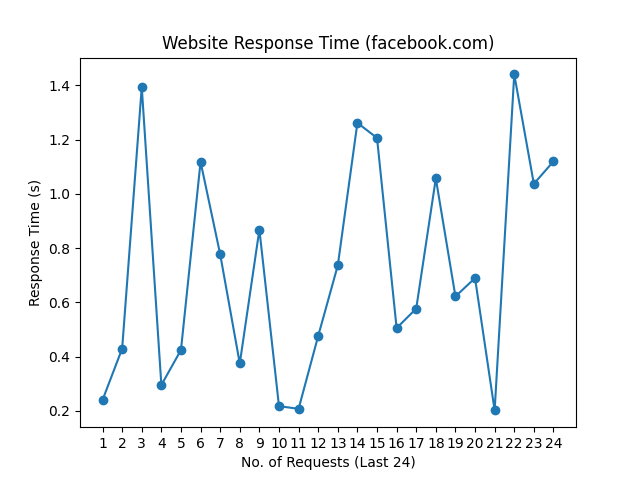 Website Response Time (facebook.com)
Response Time (s)
1.4
1.2
1.0
0.8
0.6
0.4
0.2
1 2 3 4 5 6 7 8 9 10 11 12 13 14 15 16 17 18 19 20 21 22 23 24
No. of Requests (Last 24)